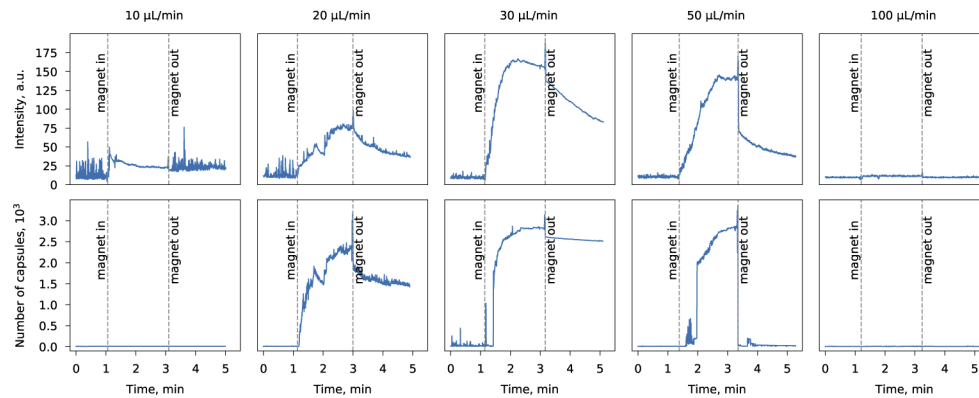 10 μL/min 20 μL/min 30 μL/min 50 μL/min 100 μL/min
Intensity, a.u.
175
150
125
100
75
50
25
0
magnet in magnet out magnet in magnet out magnet in magnet out magnet in magnet out magnet in magnet out
Number of capsules, 10³
3.0
2.5
2.0
1.5
1.0
0.5
0.0
magnet in magnet out magnet in magnet out magnet in magnet out magnet in magnet out magnet in magnet out
0 1 2 3 4 5 0 1 2 3 4 5 0 1 2 3 4 5 0 1 2 3 4 5 0 1 2 3 4 5
Time, min Time, min Time, min Time, min Time, min